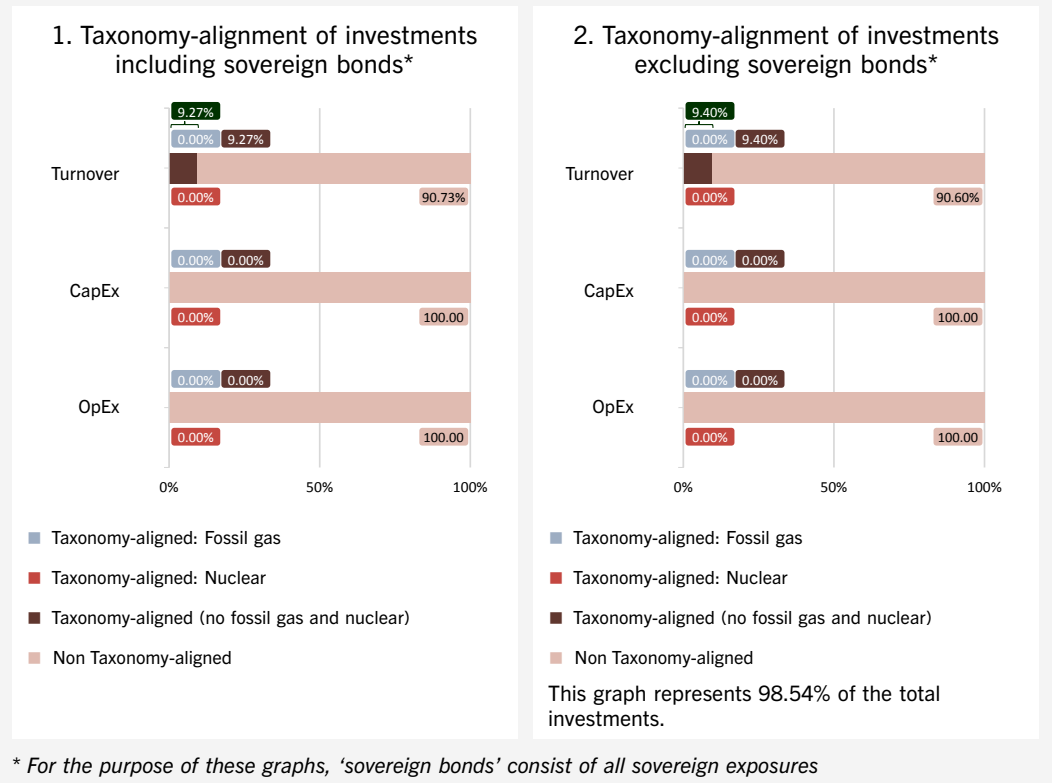 1. Taxonomy-alignment of investments
including sovereign bonds*
9.27%
0.00% 9.27%
Turnover
0.00% 90.73%
0.00% 0.00%
CapEx
0.00% 100.00
0.00% 0.00%
OpEx
0.00% 100.00
0% 50% 100%
Taxonomy-aligned: Fossil gas
Taxonomy-aligned: Nuclear
Taxonomy-aligned (no fossil gas and nuclear)
Non Taxonomy-aligned
2. Taxonomy-alignment of investments
excluding sovereign bonds*
9.40%
0.00% 9.40%
Turnover
0.00% 90.60%
0.00% 0.00%
CapEx
0.00% 100.00
0.00% 0.00%
OpEx
0.00% 100.00
0% 50% 100%
Taxonomy-aligned: Fossil gas
Taxonomy-aligned: Nuclear
Taxonomy-aligned (no fossil gas and nuclear)
Non Taxonomy-aligned
This graph represents 98.54% of the total
investments.
* For the purpose of these graphs, ‘sovereign bonds’ consist of all sovereign exposures